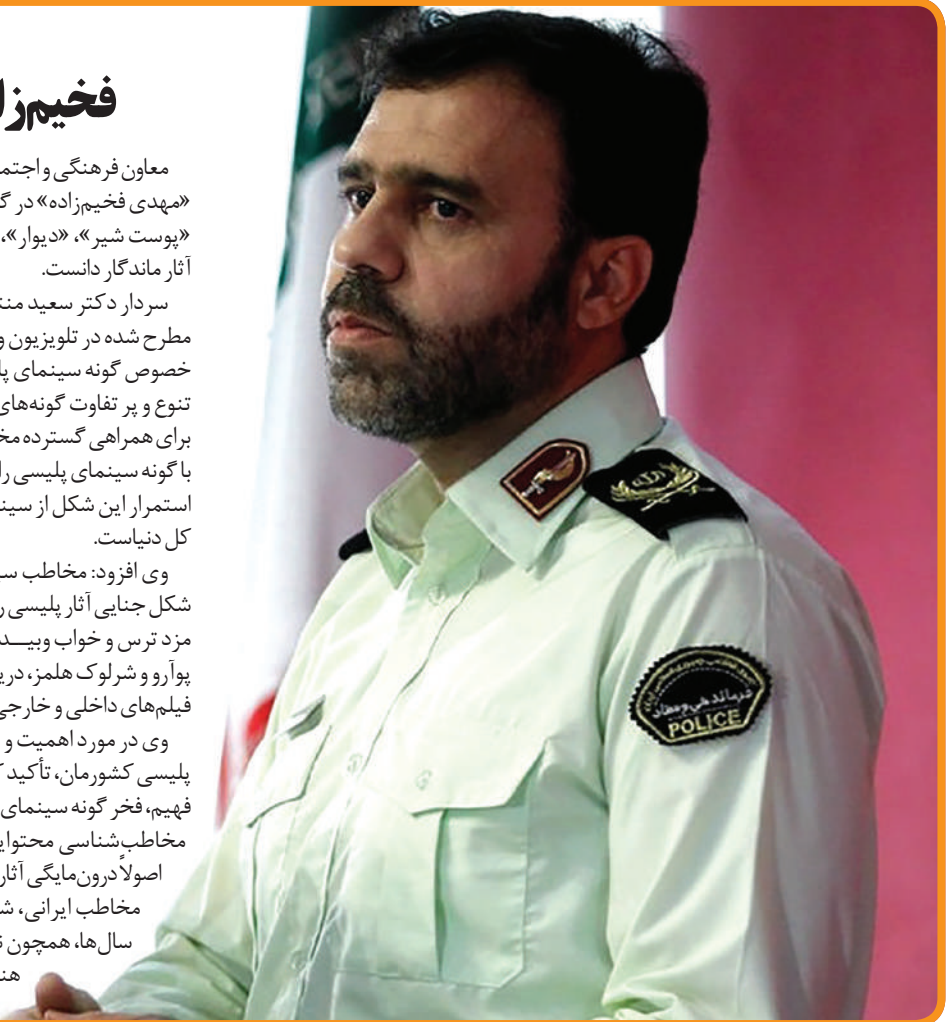 فخیم‌زا
معاون فرهنگی و اجتم
«مهدی فخیم‌زاده» در گ
«پوست شیر»، «دیوار»،
آثار ماندگار دانست.
سردار دکتر سعید منت
مطرح شده در تلویزیون و
خصوص گونه سینمای پل
تنوع و پر تفاوت گونه‌های
برای همراهی گسترده مخ
با گونه سینمای پلیسی را
استمرار این شکل از سین
کل دنیاست.
وی افزود: مخاطب س
شکل جنایی آثار پلیسی ر
مزد ترس و خواب وبیـــد
پوآرو و شرلوک هلمز، دری
فیلم‌های داخلی و خارجی
وی در مورد اهمیت و
پلیسی کشورمان، تأکید ک
فهیم، فخر گونه سینمای
مخاطب‌شناسی محتوای
اصولاً درون‌مایگی آثار
مخاطب ایرانی، ش
سال‌ها، همچون ن
هن
فرماندهی
POLICE